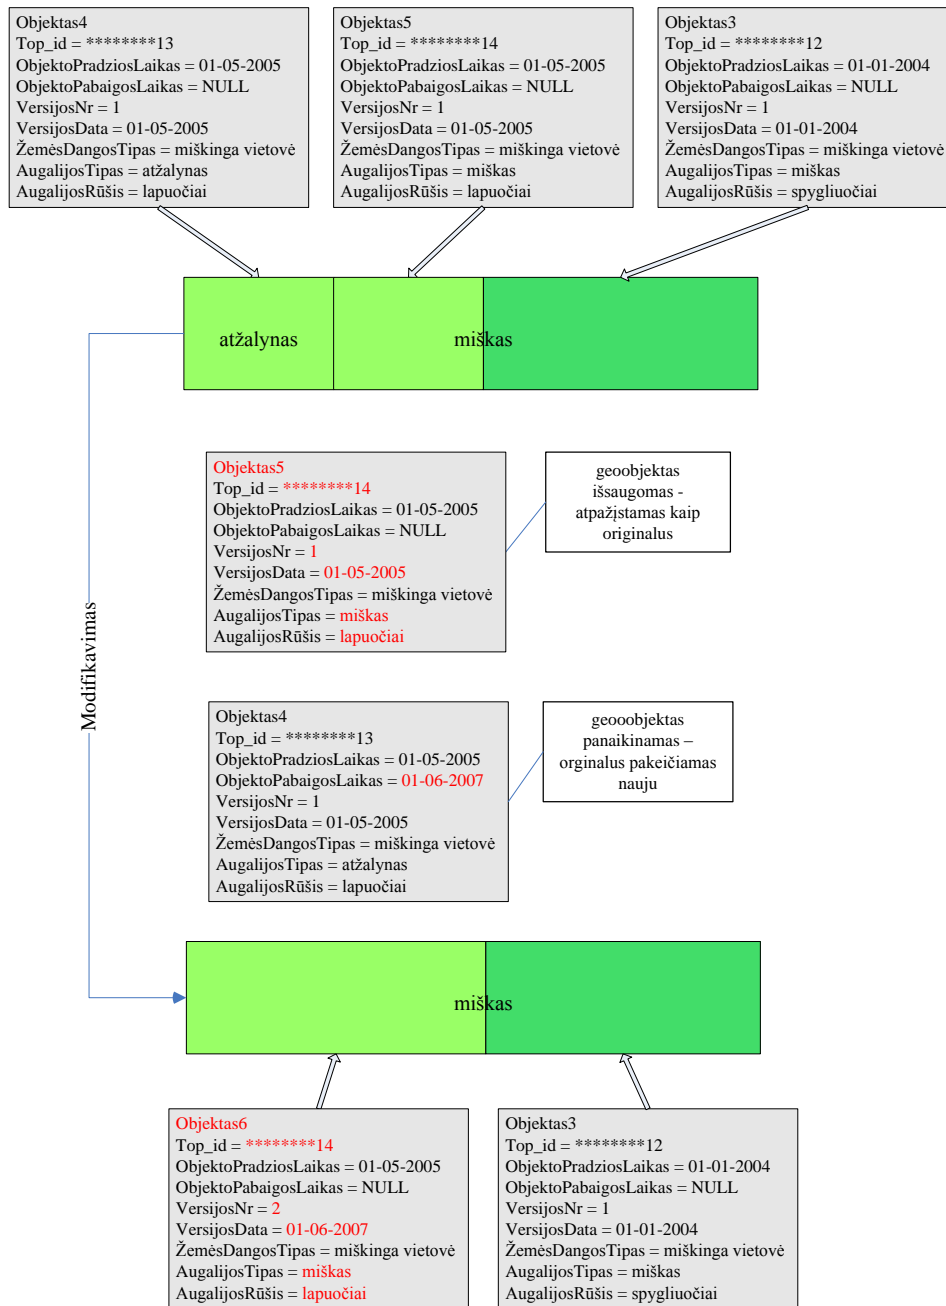 Objektas4
Top_id = ********13
ObjektoPradziosLaikas = 01-05-2005
ObjektoPabaigosLaikas = NULL
VersijosNr = 1
VersijosData = 01-05-2005
ŽemėsDangosTipas = miškinga vietovė
AugalijosTipas = atžalynas
AugalijosRūšis = lapuočiai
Objektas5
Top_id = ********14
ObjektoPradziosLaikas = 01-05-2005
ObjektoPabaigosLaikas = NULL
VersijosNr = 1
VersijosData = 01-05-2005
ŽemėsDangosTipas = miškinga vietovė
AugalijosTipas = miškas
AugalijosRūšis = lapuočiai
Objektas3
Top_id = ********12
ObjektoPradziosLaikas = 01-01-2004
ObjektoPabaigosLaikas = NULL
VersijosNr = 1
VersijosData = 01-01-2004
ŽemėsDangosTipas = miškinga vietovė
AugalijosTipas = miškas
AugalijosRūšis = spygliuočiai
atžalynas
miškas
Modifikavimas
Objektas5
Top_id = ********14
ObjektoPradziosLaikas = 01-05-2005
ObjektoPabaigosLaikas = NULL
VersijosNr = 1
VersijosData = 01-05-2005
ŽemėsDangosTipas = miškinga vietovė
AugalijosTipas = miškas
AugalijosRūšis = lapuočiai
geoobjektas
išsaugomas -
atpažįstamas kaip
originalus
Objektas4
Top_id = ********13
ObjektoPradziosLaikas = 01-05-2005
ObjektoPabaigosLaikas = 01-06-2007
VersijosNr = 1
VersijosData = 01-05-2005
ŽemėsDangosTipas = miškinga vietovė
AugalijosTipas = atžalynas
AugalijosRūšis = lapuočiai
geooobjektas
panaikinamas –
orginalus pakeičiamas
nauju
miškas
Objektas6
Top_id = ********14
ObjektoPradziosLaikas = 01-05-2005
ObjektoPabaigosLaikas = NULL
VersijosNr = 2
VersijosData = 01-06-2007
ŽemėsDangosTipas = miškinga vietovė
AugalijosTipas = miškas
AugalijosRūšis = lapuočiai
Objektas3
Top_id = ********12
ObjektoPradziosLaikas = 01-01-2004
ObjektoPabaigosLaikas = NULL
VersijosNr = 1
VersijosData = 01-01-2004
ŽemėsDangosTipas = miškinga vietovė
AugalijosTipas = miškas
AugalijosRūšis = spygliuočiai